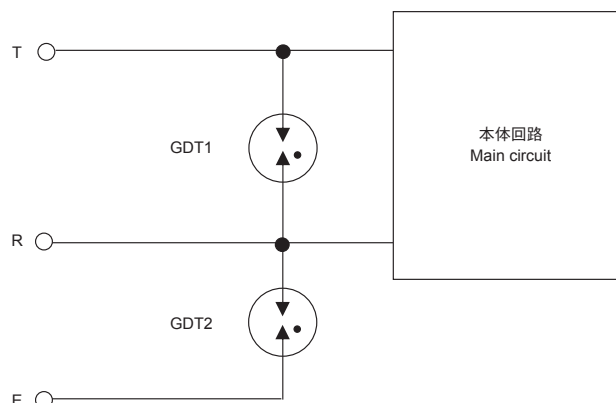 T
GDT1
本体回路
Main circuit
R
GDT2